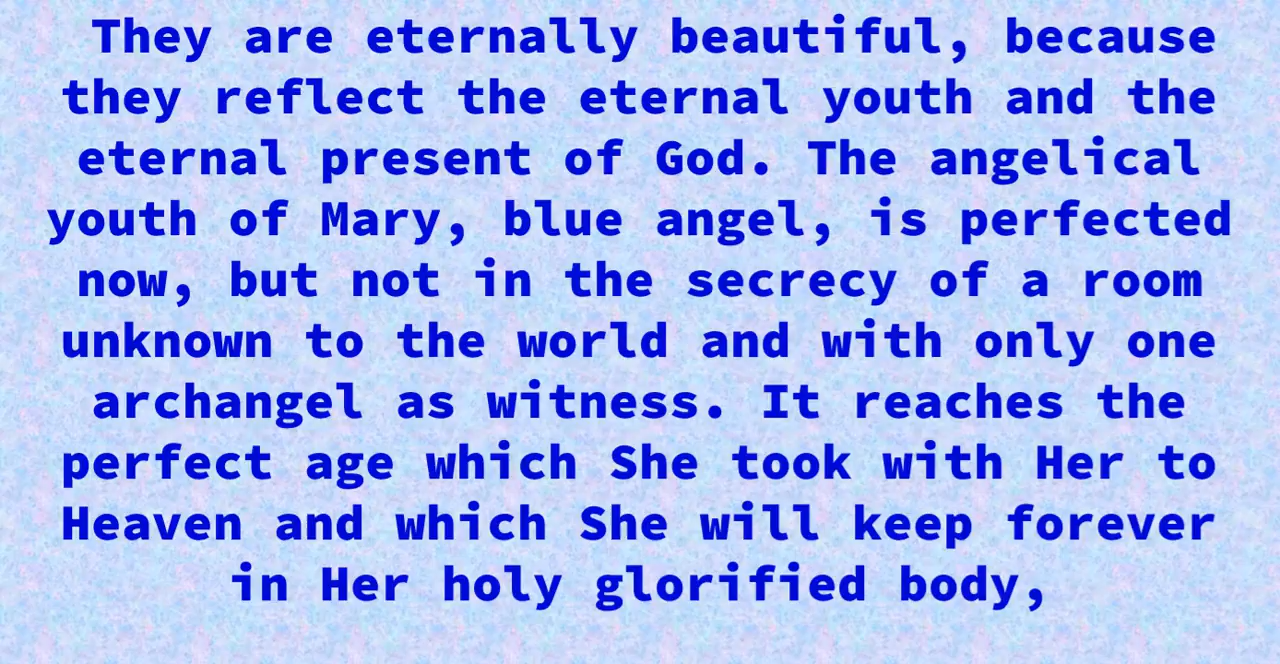 They are eternally beautiful, because
they reflect the eternal youth and the
eternal present of God. The angelical
youth of Mary, blue angel, is perfected
now, but not in the secrecy of a room
unknown to the world and with only one
archangel as witness. It reaches the
perfect age which She took with Her to
Heaven and which She will keep forever
in Her holy glorified body,